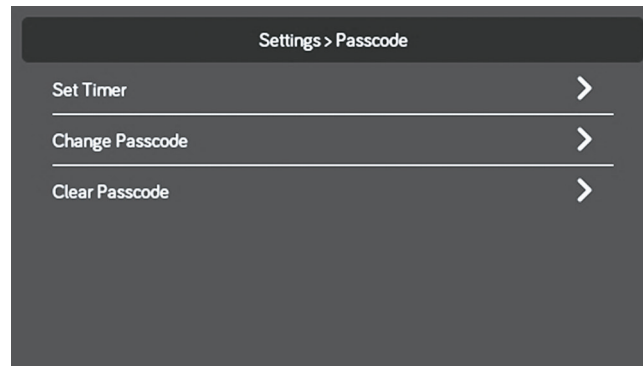 Settings > Passcode
Set Timer
Change Passcode
Clear Passcode